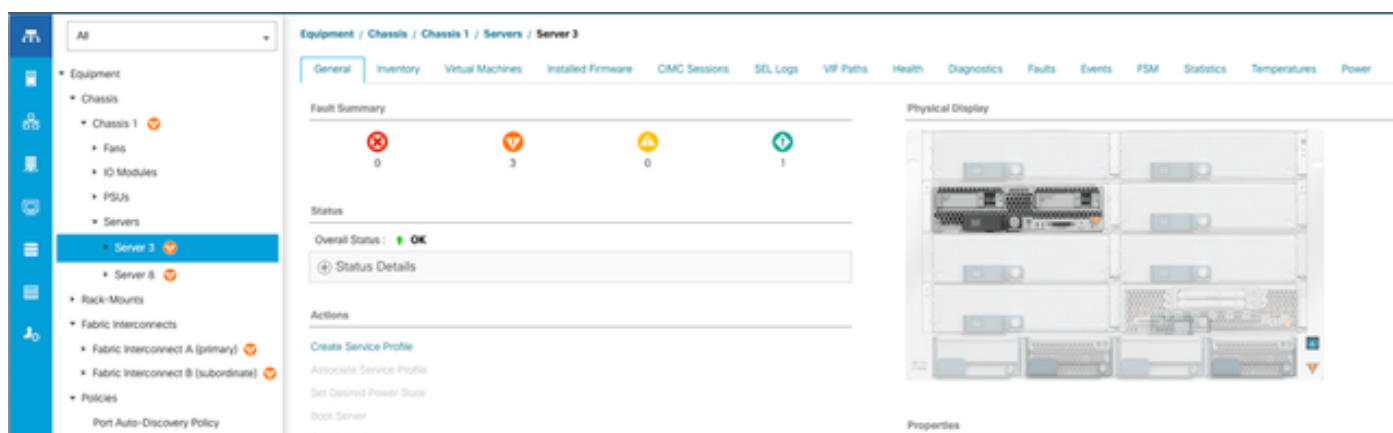 All
Equipment
Chassis
Chassis 1
Fans
IO Modules
PSUs
Servers
Server 3
Server 8
Rack-Mounts
Fabric Interconnects
Fabric Interconnect A (primary)
Fabric Interconnect B (subordinate)
Policies
Port Auto-Discovery Policy
Equipment / Chassis / Chassis 1 / Servers / Server 3
General Inventory Virtual Machines Installed Firmware CIMC Sessions SEL Logs VIF Paths Health Diagnostics Faults Events FSM Statistics Temperatures Power
Fault Summary
0 3 0 1
Status
Overall Status : OK
Status Details
Actions
Create Service Profile
Associate Service Profile
Set Desired Power State
Boot Server
Physical Display
Properties